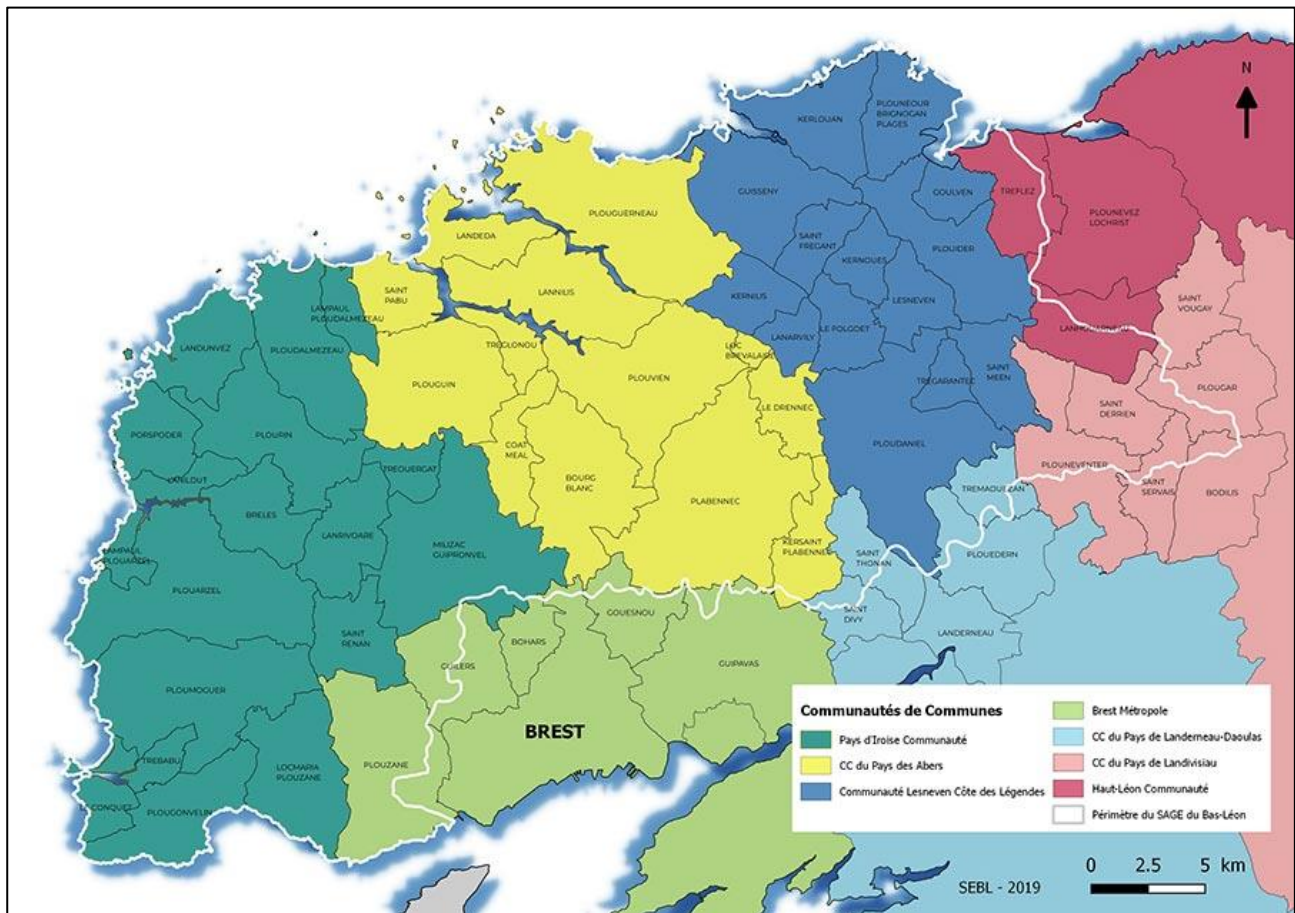 N
KERLOUAN
PLOUNEOUR
BRIGNOGAN
PLAGES
GUISSENY
GOULVEN
TREFLEZ
PLOUNEVEZ
LOCHRIST
PLOUGUERNEAU
LANDEDA
SAINT
FREGANT
PLOUIDER
KERNOUES
SAINT
PABU
LANNILIS
KERNILIS
LESNEVEN
SAINT
VOUGAY
LAMPAUL
PLOUDALMEZEAU
LANDUNVEZ
PLOUDALMEZEAU
LANARVILY
LE FOLGOET
LANHOUARNEAU
TREGLONOU
LOC
BREVALAIRE
PLOUVIEN
PLOUGUIN
TREGARANTEC
SAINT
MEEN
PLOUGAR
LE DRENNEC
SAINT
DERRIEN
PORSPODER
PLOURIN
COAT
MEAL
PLOUDANIEL
PLOUNEVENTER
TREOUERGAT
BOURG
BLANC
LANILDUT
PLABENNEC
SAINT
SERVAIS
BODILIS
TREMAOUEZAN
BRELES
LANRIVOARE
MILIZAC
GUIPRONVEL
KERSAINT
PLABENNEC
SAINT
THONAN
PLOUEDERN
LAMPAUL
PLOUARZEL
PLOUARZEL
GOUESNOU
SAINT
DIVY
SAINT
RENAN
BOHARS
LANDERNEAU
GUILERS
GUIPAVAS
PLOUMOGUER
BREST
TREBABU
LOCMARIA
PLOUZANE
PLOUZANE
LE CONQUET
PLOUGONVELIN
Communautés de Communes
Pays d'Iroise Communauté
CC du Pays des Abers
Communauté Lesneven Côte des Légendes
Brest Métropole
CC du Pays de Landerneau-Daoulas
CC du Pays de Landivisiau
Haut-Léon Communauté
Périmètre du SAGE du Bas-Léon
0 2.5 5 km
SEBL - 2019